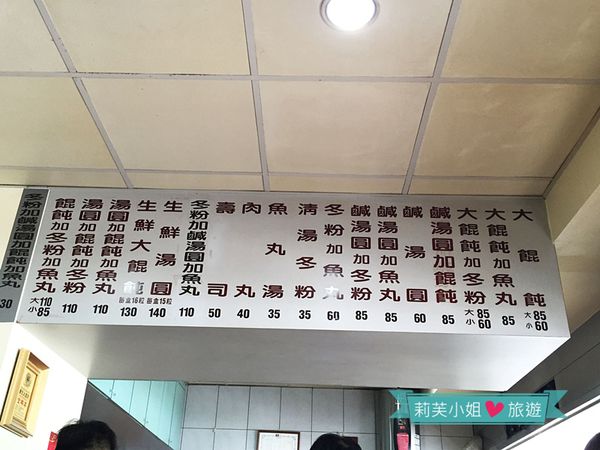 大餛飩 大85 小60
大餛飩加魚丸 85
大餛飩加冬粉 大85 小60
鹹湯圓加餛飩 85
鹹湯圓 60
鹹湯圓加魚丸 85
鹹湯圓加冬粉 85
冬粉加魚丸 60
清湯冬粉 35
魚丸湯 35
肉丸 40
壽司 50
冬粉加鹹湯圓加魚丸 110
生鮮湯圓 每盒15粒 140
生鮮大餛飩 每盒16粒 130
湯圓加餛飩加魚丸 110
湯圓加餛飩加冬粉 110
餛飩加冬粉加魚丸 大110 小85
冬粉加鹹湯圓加餛飩加魚丸 30
莉芙小姐❤旅遊